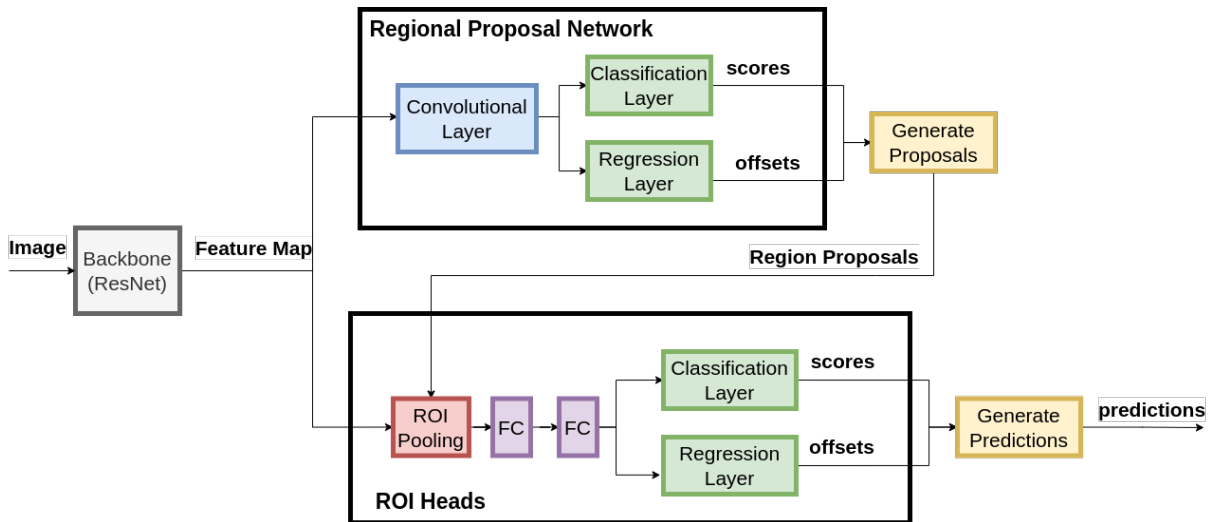 Regional Proposal Network
Convolutional
Layer
Classification
Layer
scores
Regression
Layer
offsets
Generate
Proposals
Image
Backbone
(ResNet)
Feature Map
Region Proposals
ROI
Pooling
FC
FC
Classification
Layer
scores
Regression
Layer
offsets
Generate
Predictions
predictions
ROI Heads